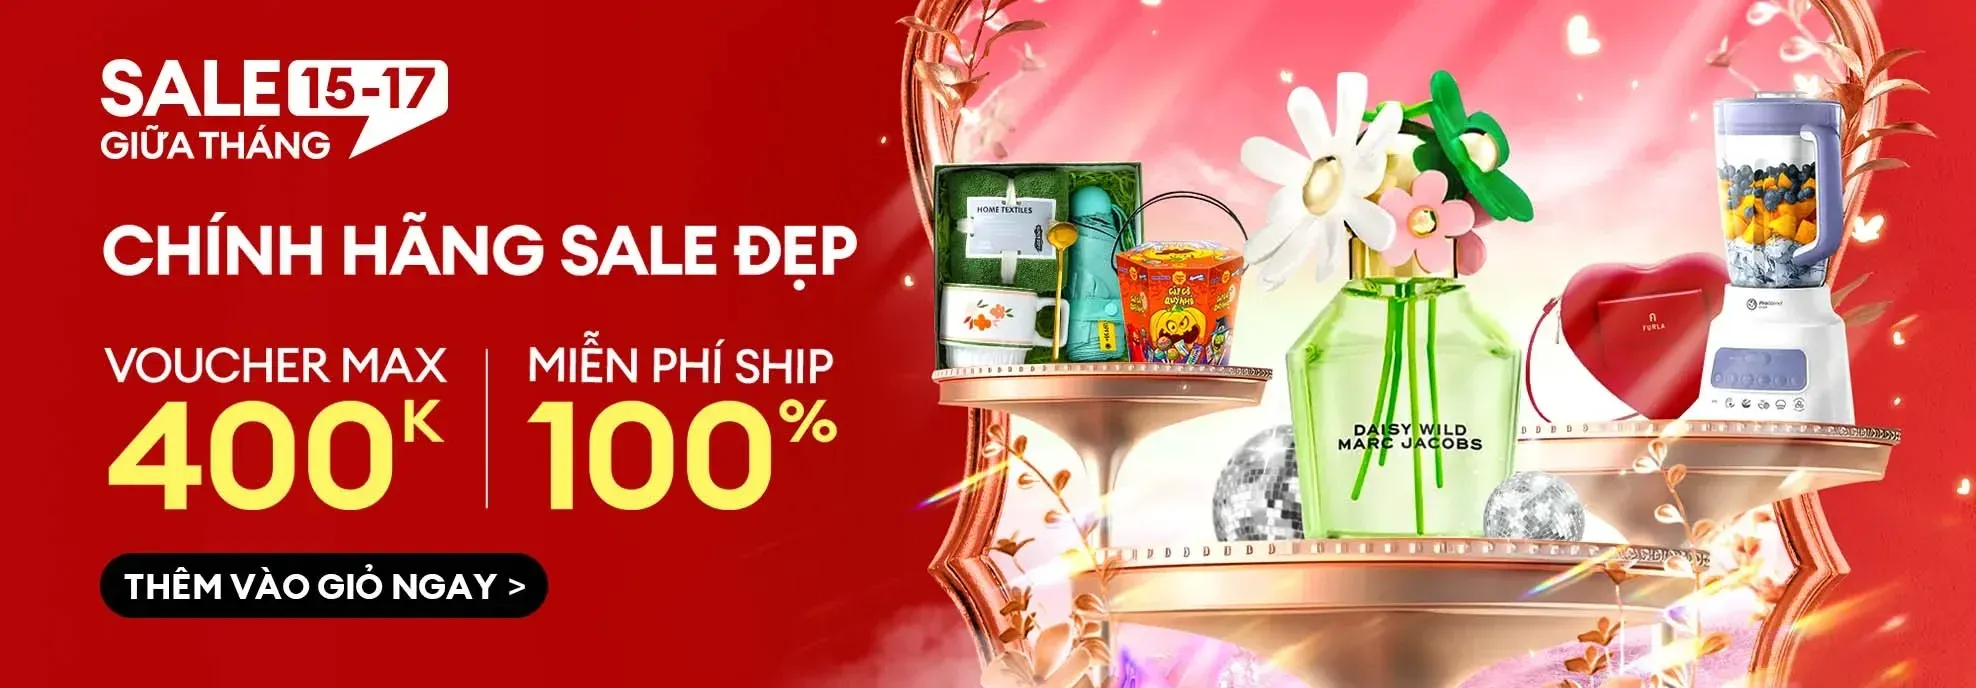 SALE 15-17
GIỮA THÁNG
CHÍNH HÃNG SALE ĐẸP
VOUCHER MAX
400K
MIỄN PHÍ SHIP
100%
THÊM VÀO GIỎ NGAY >
HOME TEXTILES
DAISY WILD
MARC JACOBS
FURLA